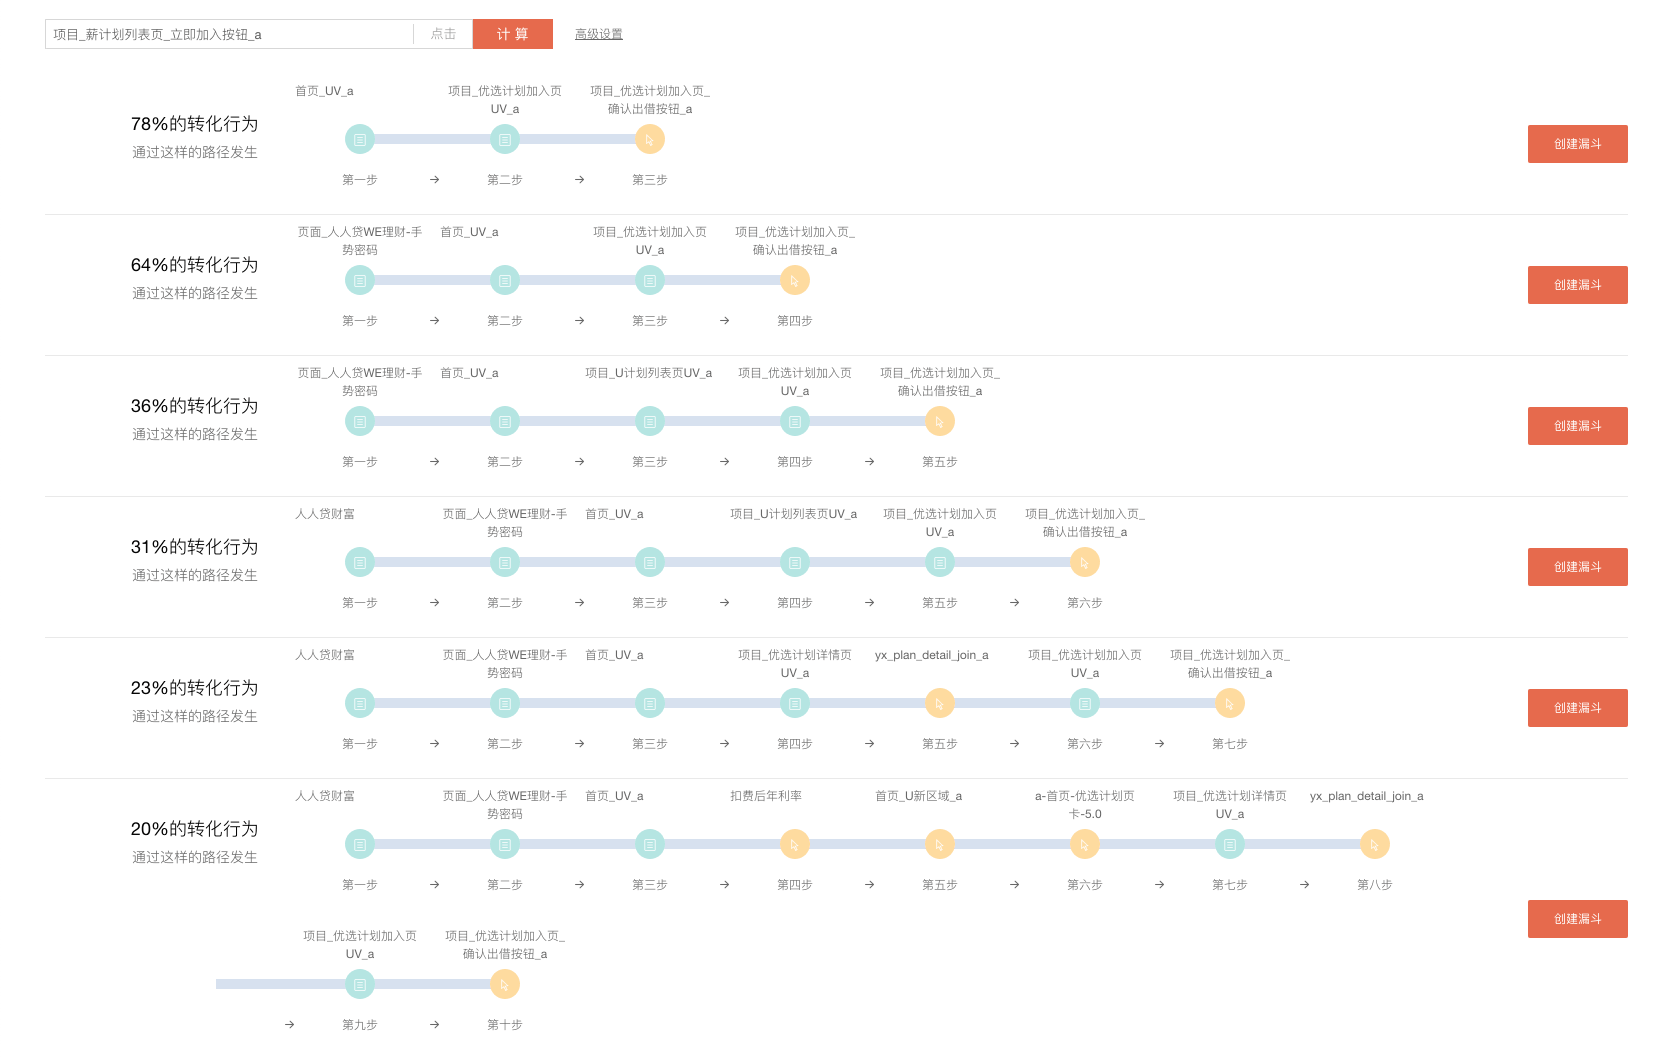 项目_薪计划列表页_立即加入按钮_a
点击
计 算
高级设置
首页_UV_a
项目_优选计划加入页
UV_a
项目_优选计划加入页_
确认出借按钮_a
78%的转化行为
通过这样的路径发生
创建漏斗
第一步
→
第二步
→
第三步
页面_人人贷WE理财-手
势密码
首页_UV_a
项目_优选计划加入页
UV_a
项目_优选计划加入页_
确认出借按钮_a
64%的转化行为
通过这样的路径发生
创建漏斗
第一步
→
第二步
→
第三步
→
第四步
页面_人人贷WE理财-手
势密码
首页_UV_a
项目_U计划列表页UV_a
项目_优选计划加入页
UV_a
项目_优选计划加入页_
确认出借按钮_a
36%的转化行为
通过这样的路径发生
创建漏斗
第一步
→
第二步
→
第三步
→
第四步
→
第五步
人人贷财富
页面_人人贷WE理财-手
势密码
首页_UV_a
项目_U计划列表页UV_a
项目_优选计划加入页
UV_a
项目_优选计划加入页_
确认出借按钮_a
31%的转化行为
通过这样的路径发生
创建漏斗
第一步
→
第二步
→
第三步
→
第四步
→
第五步
→
第六步
人人贷财富
页面_人人贷WE理财-手
势密码
首页_UV_a
项目_优选计划详情页
UV_a
yx_plan_detail_join_a
项目_优选计划加入页
UV_a
项目_优选计划加入页_
确认出借按钮_a
23%的转化行为
通过这样的路径发生
创建漏斗
第一步
→
第二步
→
第三步
→
第四步
→
第五步
→
第六步
→
第七步
人人贷财富
页面_人人贷WE理财-手
势密码
首页_UV_a
扣费后年利率
首页_U新区域_a
a-首页-优选计划页
卡-5.0
项目_优选计划详情页
UV_a
yx_plan_detail_join_a
20%的转化行为
通过这样的路径发生
第一步
→
第二步
→
第三步
→
第四步
→
第五步
→
第六步
→
第七步
→
第八步
创建漏斗
项目_优选计划加入页
UV_a
项目_优选计划加入页_
确认出借按钮_a
→
第九步
→
第十步